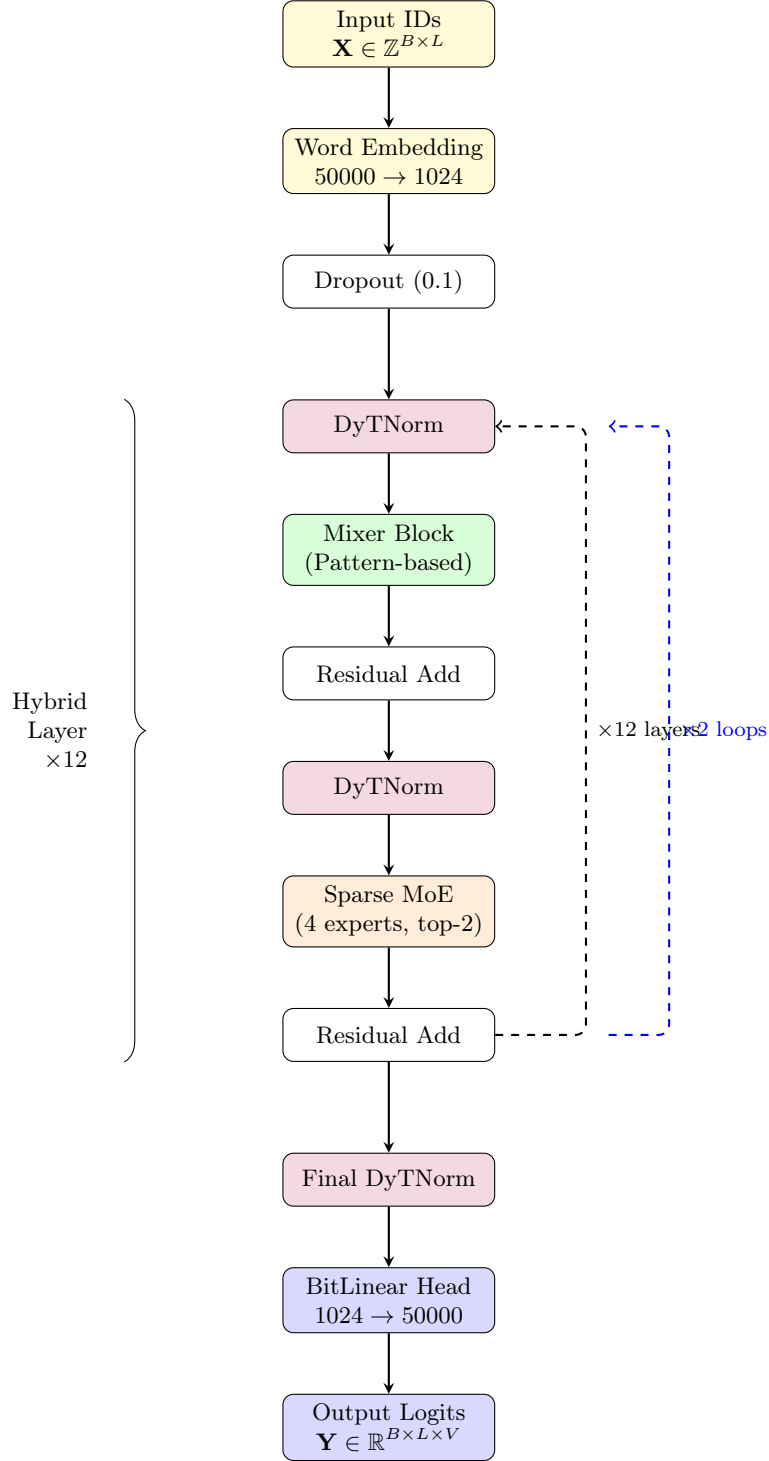 Input IDs
𝐗 ∈ ℤ^{B×L}
Word Embedding
50000 → 1024
Dropout (0.1)
DyTNorm
Mixer Block
(Pattern-based)
Residual Add
Hybrid
Layer
×12
×12 layers
×2 loops
DyTNorm
Sparse MoE
(4 experts, top-2)
Residual Add
Final DyTNorm
BitLinear Head
1024 → 50000
Output Logits
𝐘 ∈ ℝ^{B×L×V}